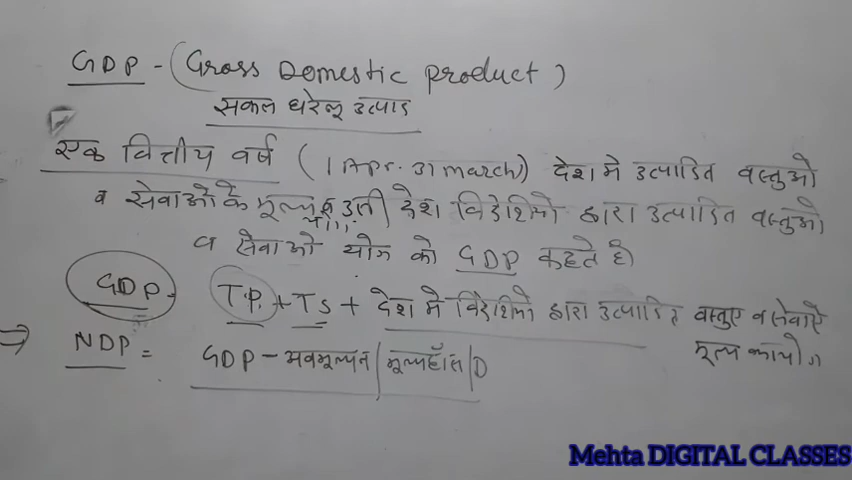 GDP - (Gross Domestic Product)
सकल घरेलू उत्पाद
एक वित्तीय वर्ष (1 Apr. 31 march) देश मे उत्पादित वस्तुओ
व सेवाओं के मूल्य व उसी देश विदेशियो द्वारा उत्पादित वस्तुओ
व सेवाओ योग को GDP कहते है
GDP - T.P. + TS + देश मे विदेशियो द्वारा उत्पादित वस्तुए व सेवाऐ
मूल्य का योग
⇒ NDP = GDP - अवमूल्यन | मूल्यहाँस | D
Mehta DIGITAL CLASSES